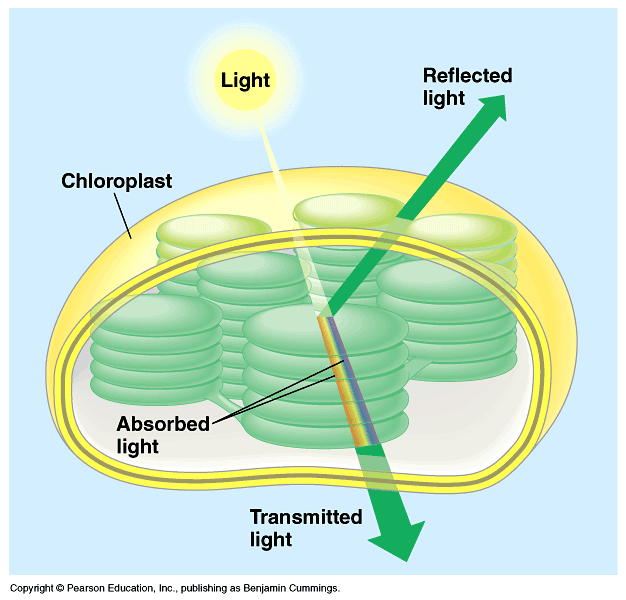 Light
Reflected
light
Chloroplast
Absorbed
light
Transmitted
light
Copyright © Pearson Education, Inc., publishing as Benjamin Cummings.